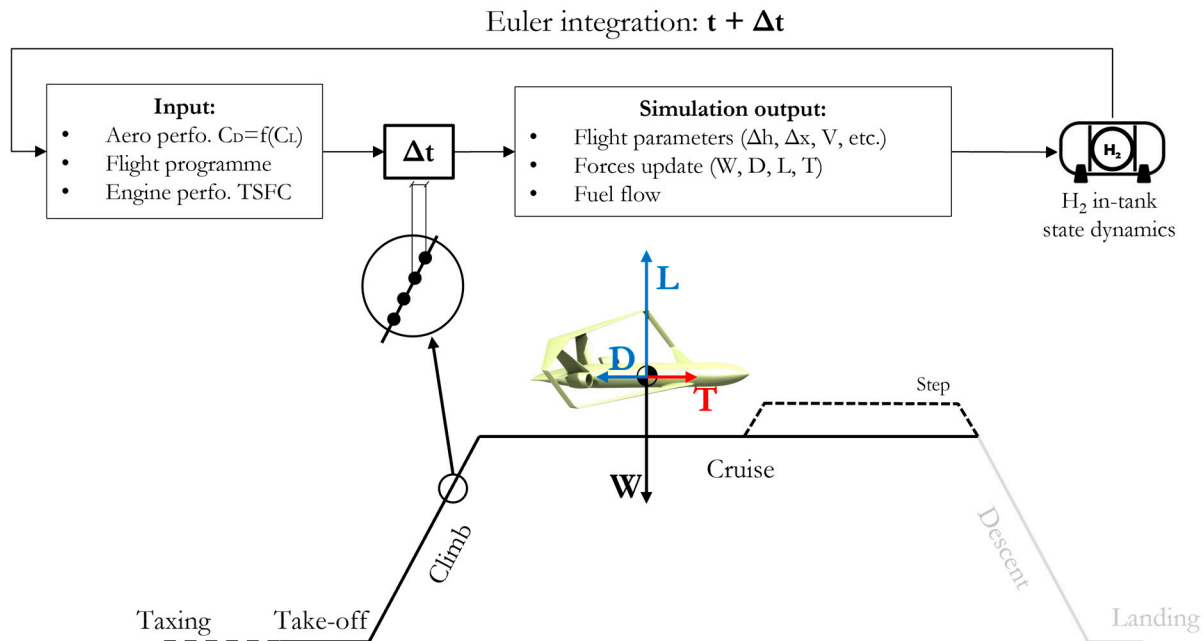 Euler integration: t + Δt
Input:
• Aero perfo. CD=f(CL)
• Flight programme
• Engine perfo. TSFC
Δt
Simulation output:
• Flight parameters (Δh, Δx, V, etc.)
• Forces update (W, D, L, T)
• Fuel flow
H₂
H₂ in-tank
state dynamics
L
D
T
W
Step
Cruise
Climb
Descent
Taxing
Take-off
Landing